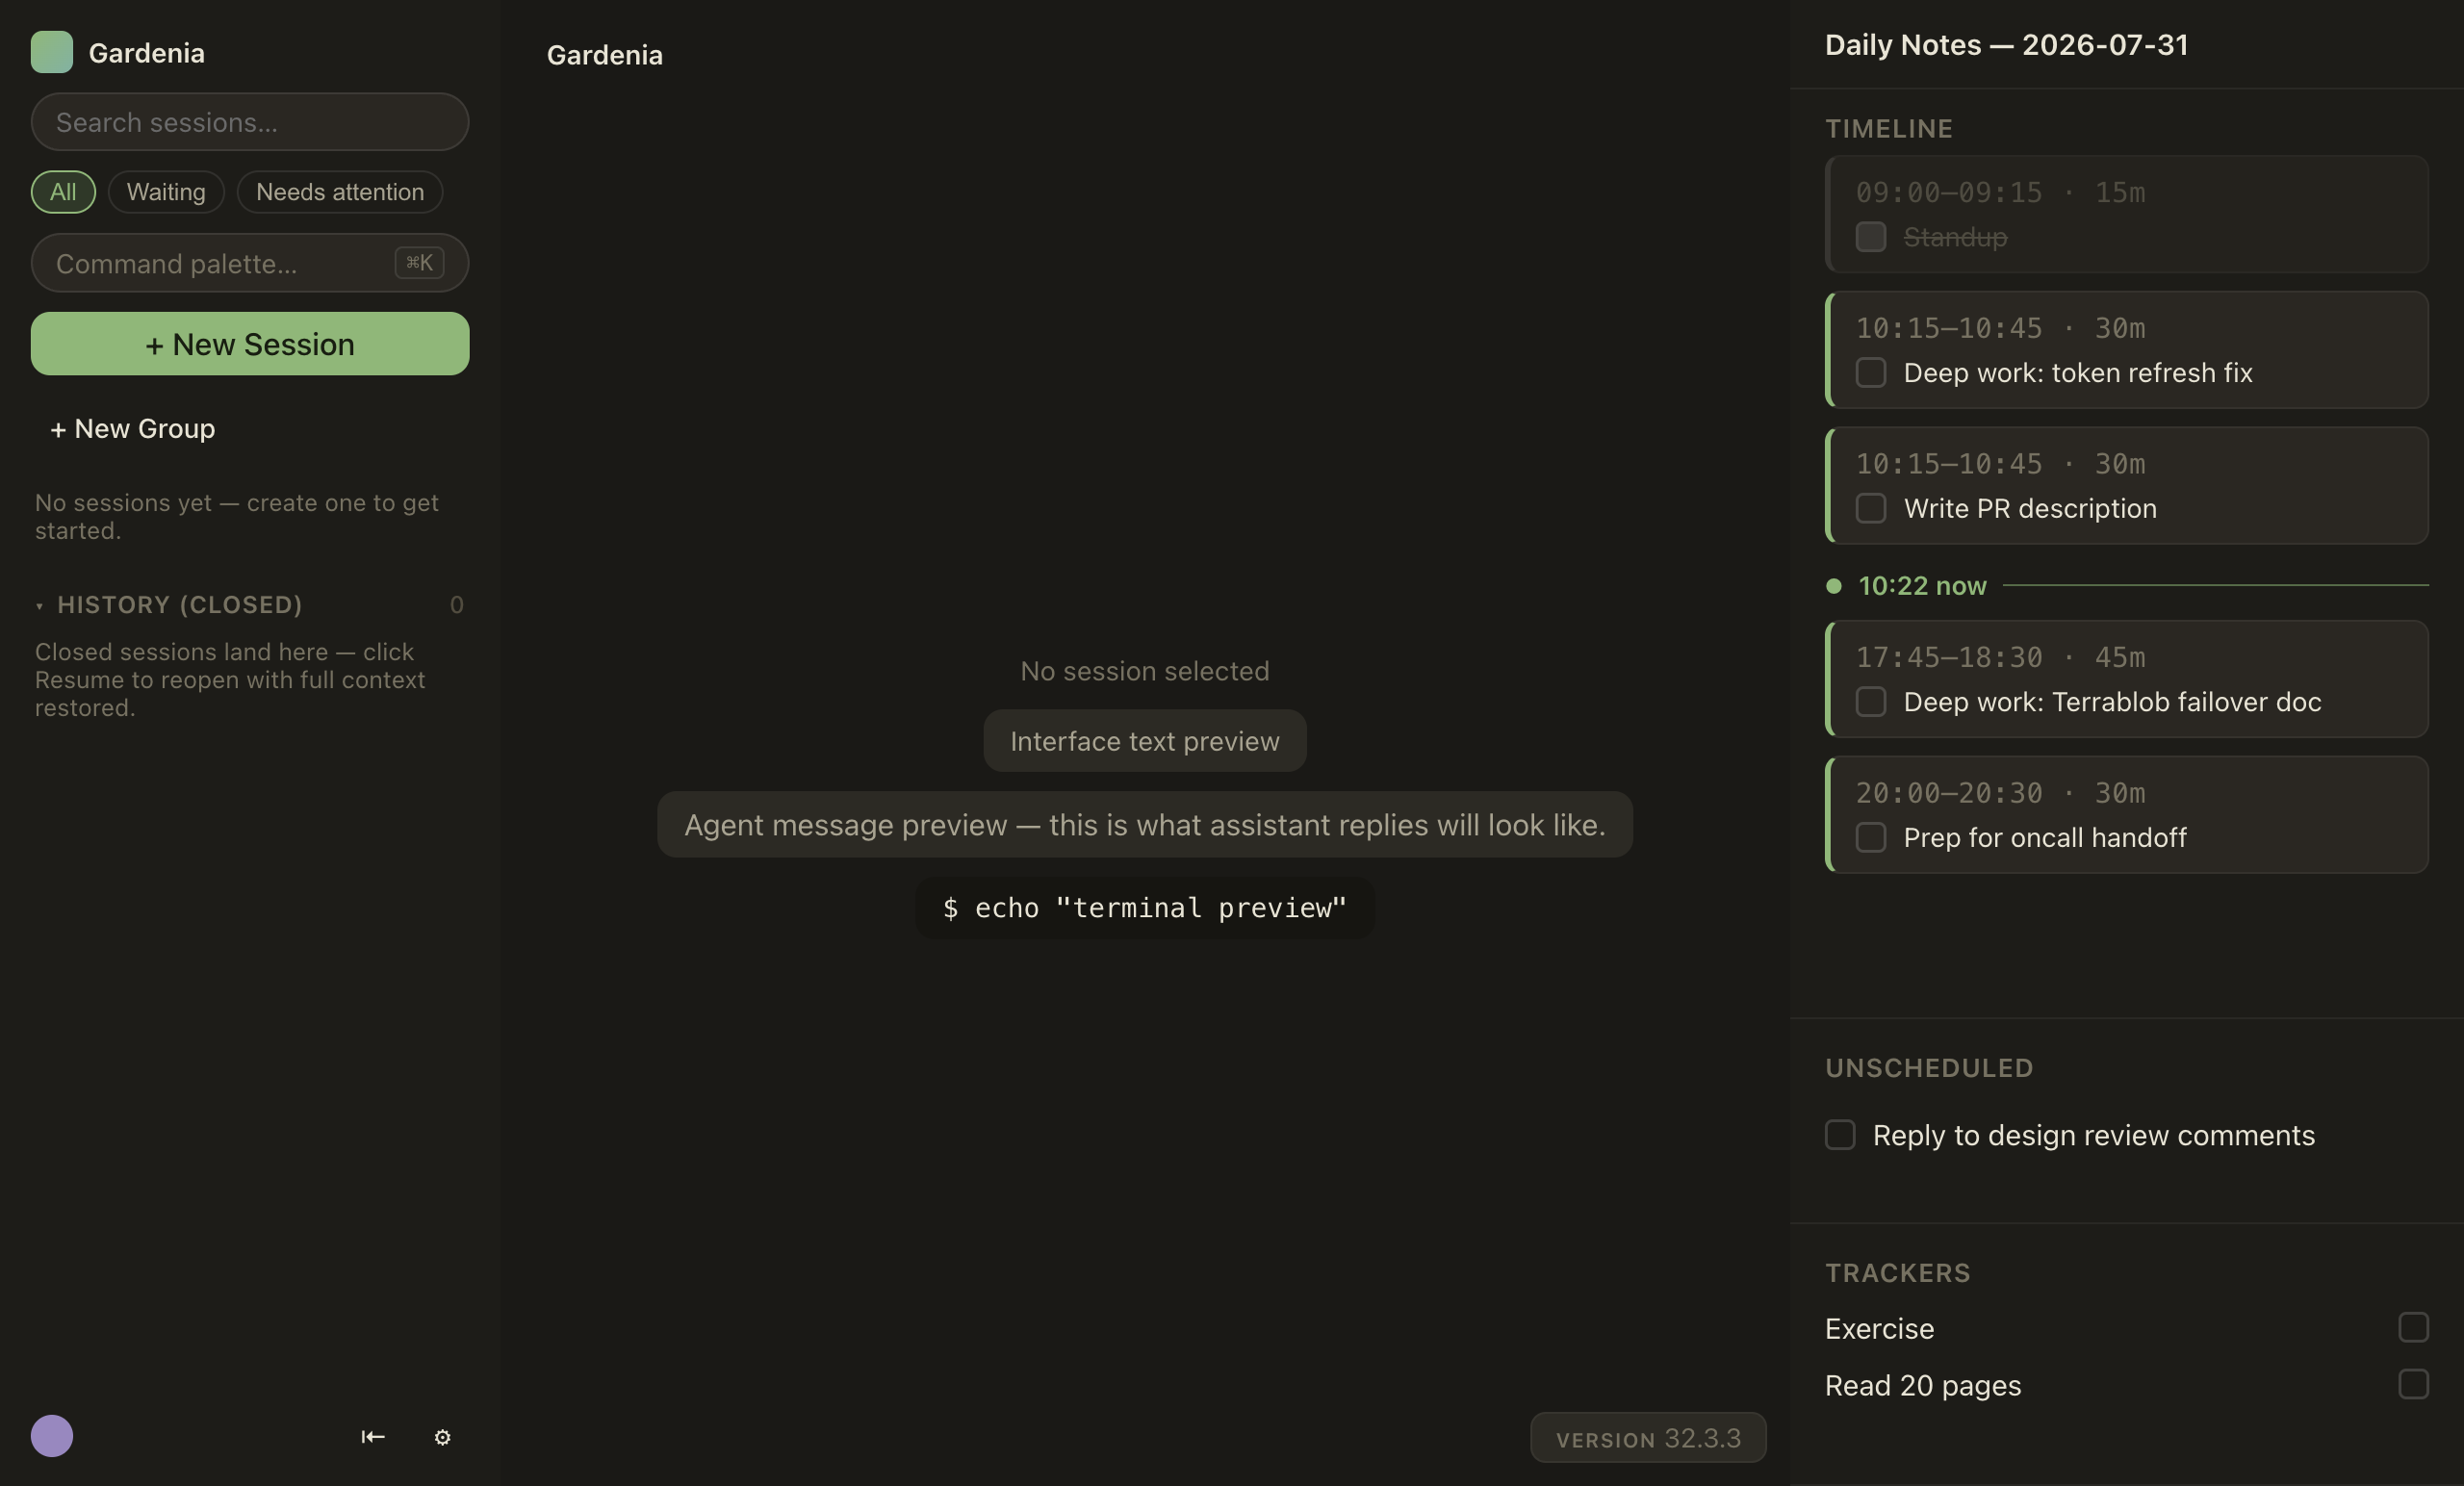 Gardenia
Search sessions...
All
Waiting
Needs attention
Command palette...
⌘K
+ New Session
+ New Group
No sessions yet — create one to get
started.
▾ HISTORY (CLOSED) 0
Closed sessions land here — click
Resume to reopen with full context
restored.
Gardenia
No session selected
Interface text preview
Agent message preview — this is what assistant replies will look like.
$ echo "terminal preview"
VERSION 32.3.3
Daily Notes — 2026-07-31
TIMELINE
09:00–09:15 · 15m
Standup
10:15–10:45 · 30m
Deep work: token refresh fix
10:15–10:45 · 30m
Write PR description
10:22 now
17:45–18:30 · 45m
Deep work: Terrablob failover doc
20:00–20:30 · 30m
Prep for oncall handoff
UNSCHEDULED
Reply to design review comments
TRACKERS
Exercise
Read 20 pages